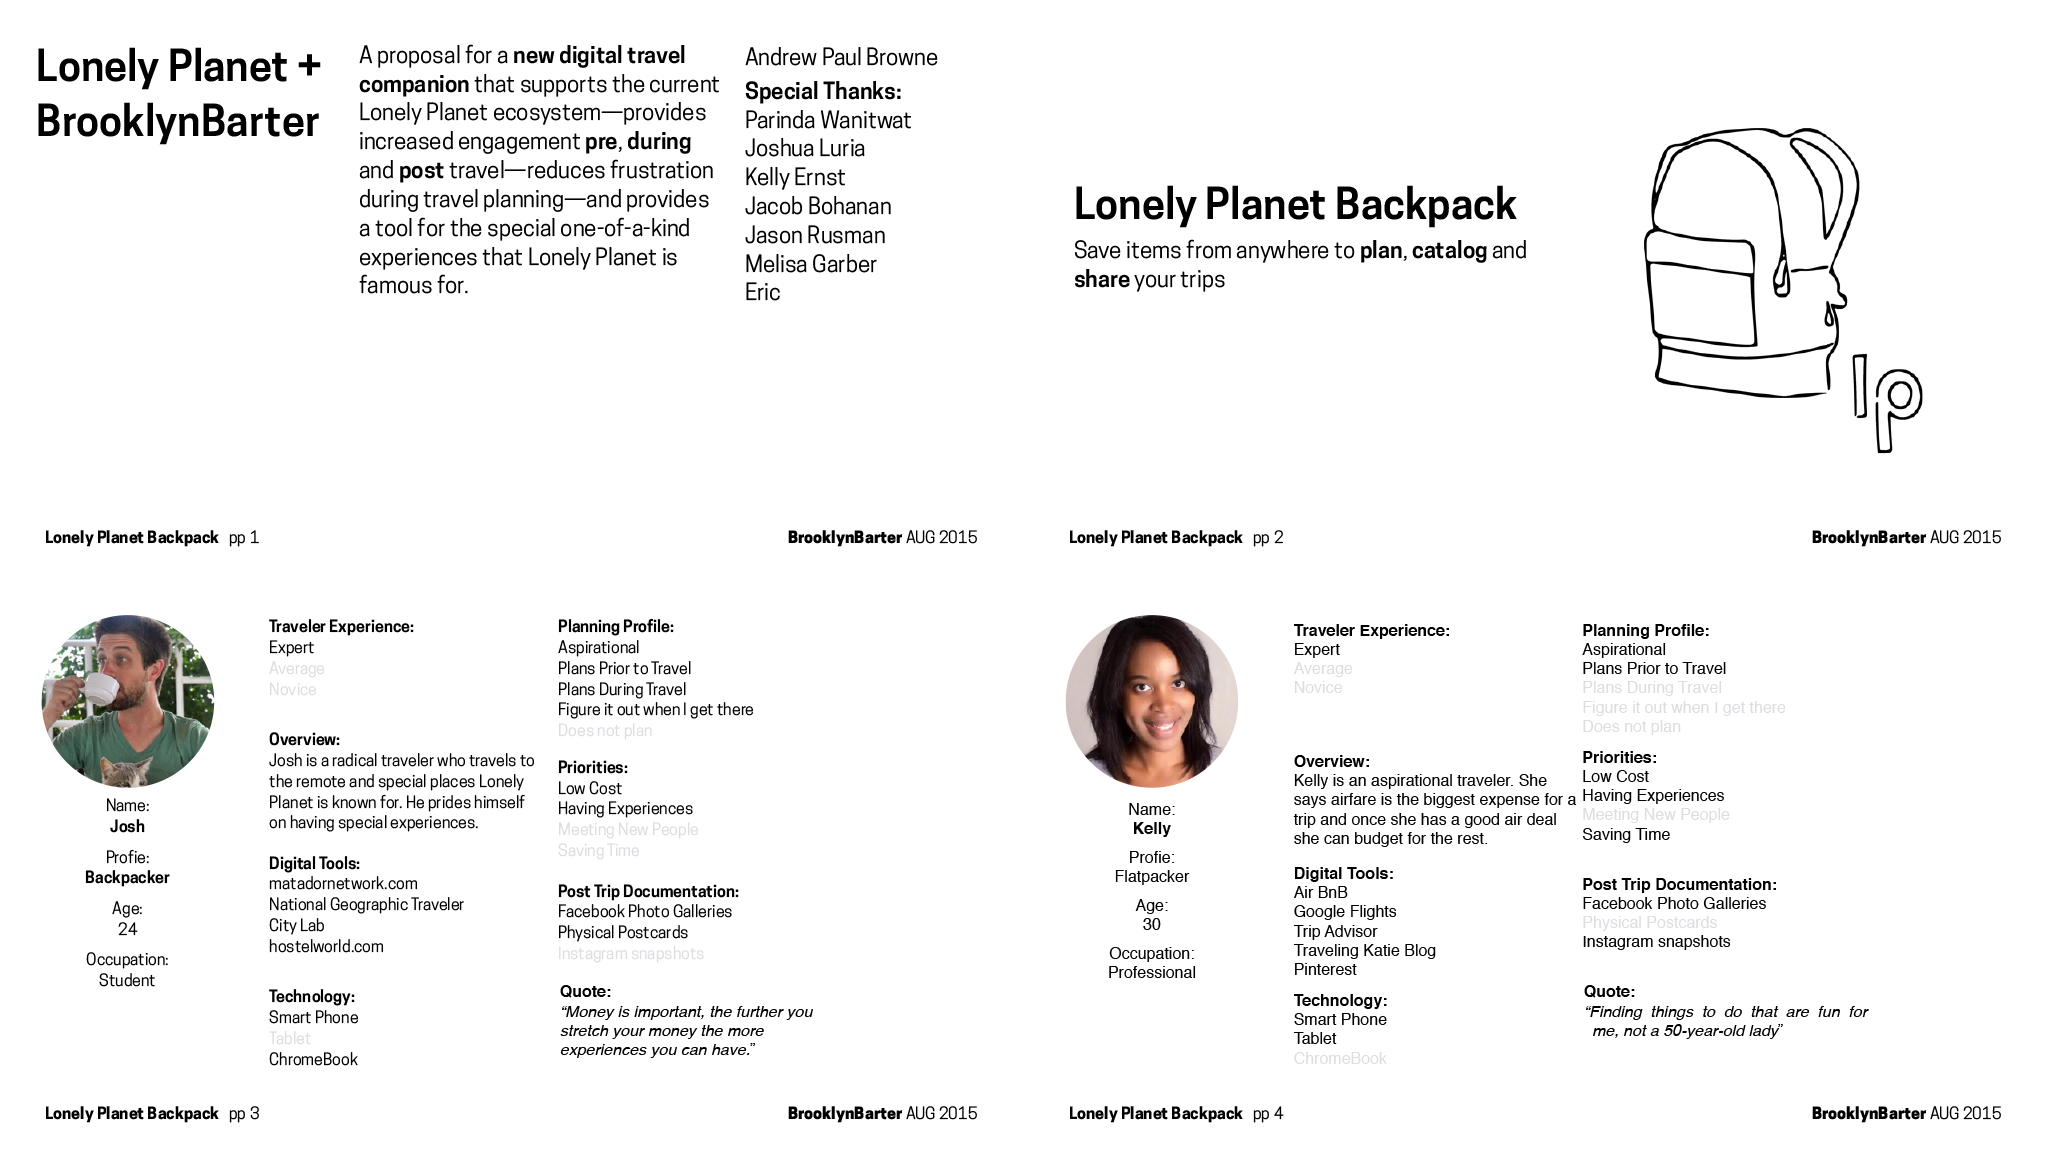 Lonely Planet +
BrooklynBarter
A proposal for a new digital travel
companion that supports the current
Lonely Planet ecosystem—provides
increased engagement pre, during
and post travel—reduces frustration
during travel planning—and provides
a tool for the special one-of-a-kind
experiences that Lonely Planet is
famous for.
Andrew Paul Browne
Special Thanks:
Parinda Wanitwat
Joshua Luria
Kelly Ernst
Jacob Bohanan
Jason Rusman
Melisa Garber
Eric
Lonely Planet Backpack pp 1
BrooklynBarter AUG 2015
Lonely Planet Backpack
Save items from anywhere to plan, catalog and
share your trips
lp
Lonely Planet Backpack pp 2
BrooklynBarter AUG 2015
Name:
Josh
Profie:
Backpacker
Age:
24
Occupation:
Student
Traveler Experience:
Expert
Average
Novice
Overview:
Josh is a radical traveler who travels to
the remote and special places Lonely
Planet is known for. He prides himself
on having special experiences.
Digital Tools:
matadornetwork.com
National Geographic Traveler
City Lab
hostelworld.com
Technology:
Smart Phone
Tablet
ChromeBook
Planning Profile:
Aspirational
Plans Prior to Travel
Plans During Travel
Figure it out when I get there
Does not plan
Priorities:
Low Cost
Having Experiences
Meeting New People
Saving Time
Post Trip Documentation:
Facebook Photo Galleries
Physical Postcards
Instagram snapshots
Quote:
“Money is important, the further you
stretch your money the more
experiences you can have.”
Lonely Planet Backpack pp 3
BrooklynBarter AUG 2015
Name:
Kelly
Profie:
Flatpacker
Age:
30
Occupation:
Professional
Traveler Experience:
Expert
Average
Novice
Overview:
Kelly is an aspirational traveler. She
says airfare is the biggest expense for a
trip and once she has a good air deal
she can budget for the rest.
Digital Tools:
Air BnB
Google Flights
Trip Advisor
Traveling Katie Blog
Pinterest
Technology:
Smart Phone
Tablet
ChromeBook
Planning Profile:
Aspirational
Plans Prior to Travel
Plans During Travel
Figure it out when I get there
Does not plan
Priorities:
Low Cost
Having Experiences
Meeting New People
Saving Time
Post Trip Documentation:
Facebook Photo Galleries
Physical Postcards
Instagram snapshots
Quote:
“Finding things to do that are fun for
me, not a 50-year-old lady”
Lonely Planet Backpack pp 4
BrooklynBarter AUG 2015